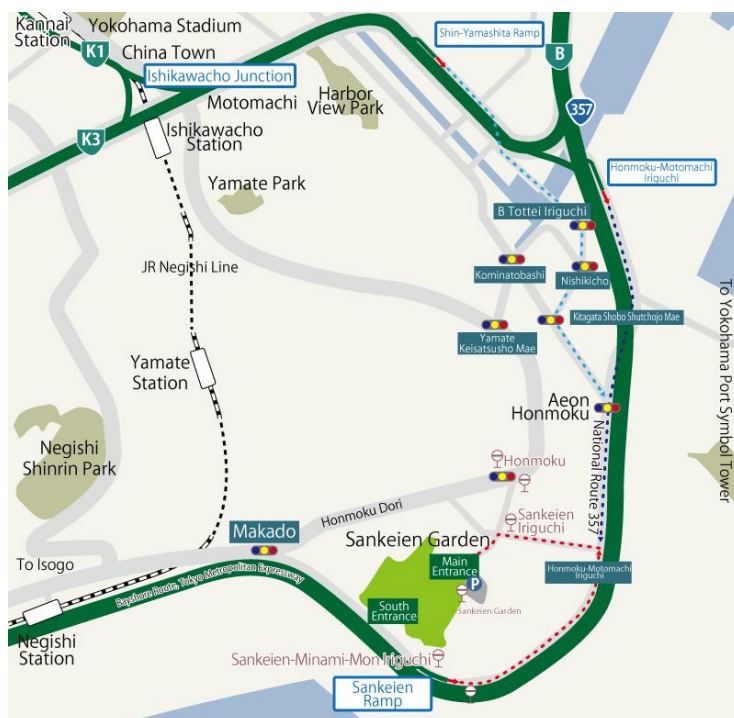 Kannai
Station
Yokohama Stadium
China Town
K1
Ishikawacho Junction
Motomachi
Ishikawacho
Station
K3
Harbor
View Park
Shin-Yamashita Ramp
B
357
Honmoku-Motomachi
Iriguchi
Yamate Park
B Tottei Iriguchi
JR Negishi Line
Kominatobashi
Nishikicho
Kitagata Shobo Shutchojo Mae
Yamate
Keisatsusho Mae
To Yokohama Port Symbol Tower
Yamate
Station
Aeon
Honmoku
National Route 357
Negishi
Shinrin Park
Honmoku
Honmoku Dori
Sankeien
Iriguchi
Makado
Sankeien Garden
Main
Entrance
P
Honmoku-Motomachi
Iriguchi
To Isogo
Bayshore Route, Tokyo Metropolitan Expressway
South
Entrance
Sankeien Garden
Negishi
Station
Sankeien-Minami-Mon Iriguchi
Sankeien
Ramp